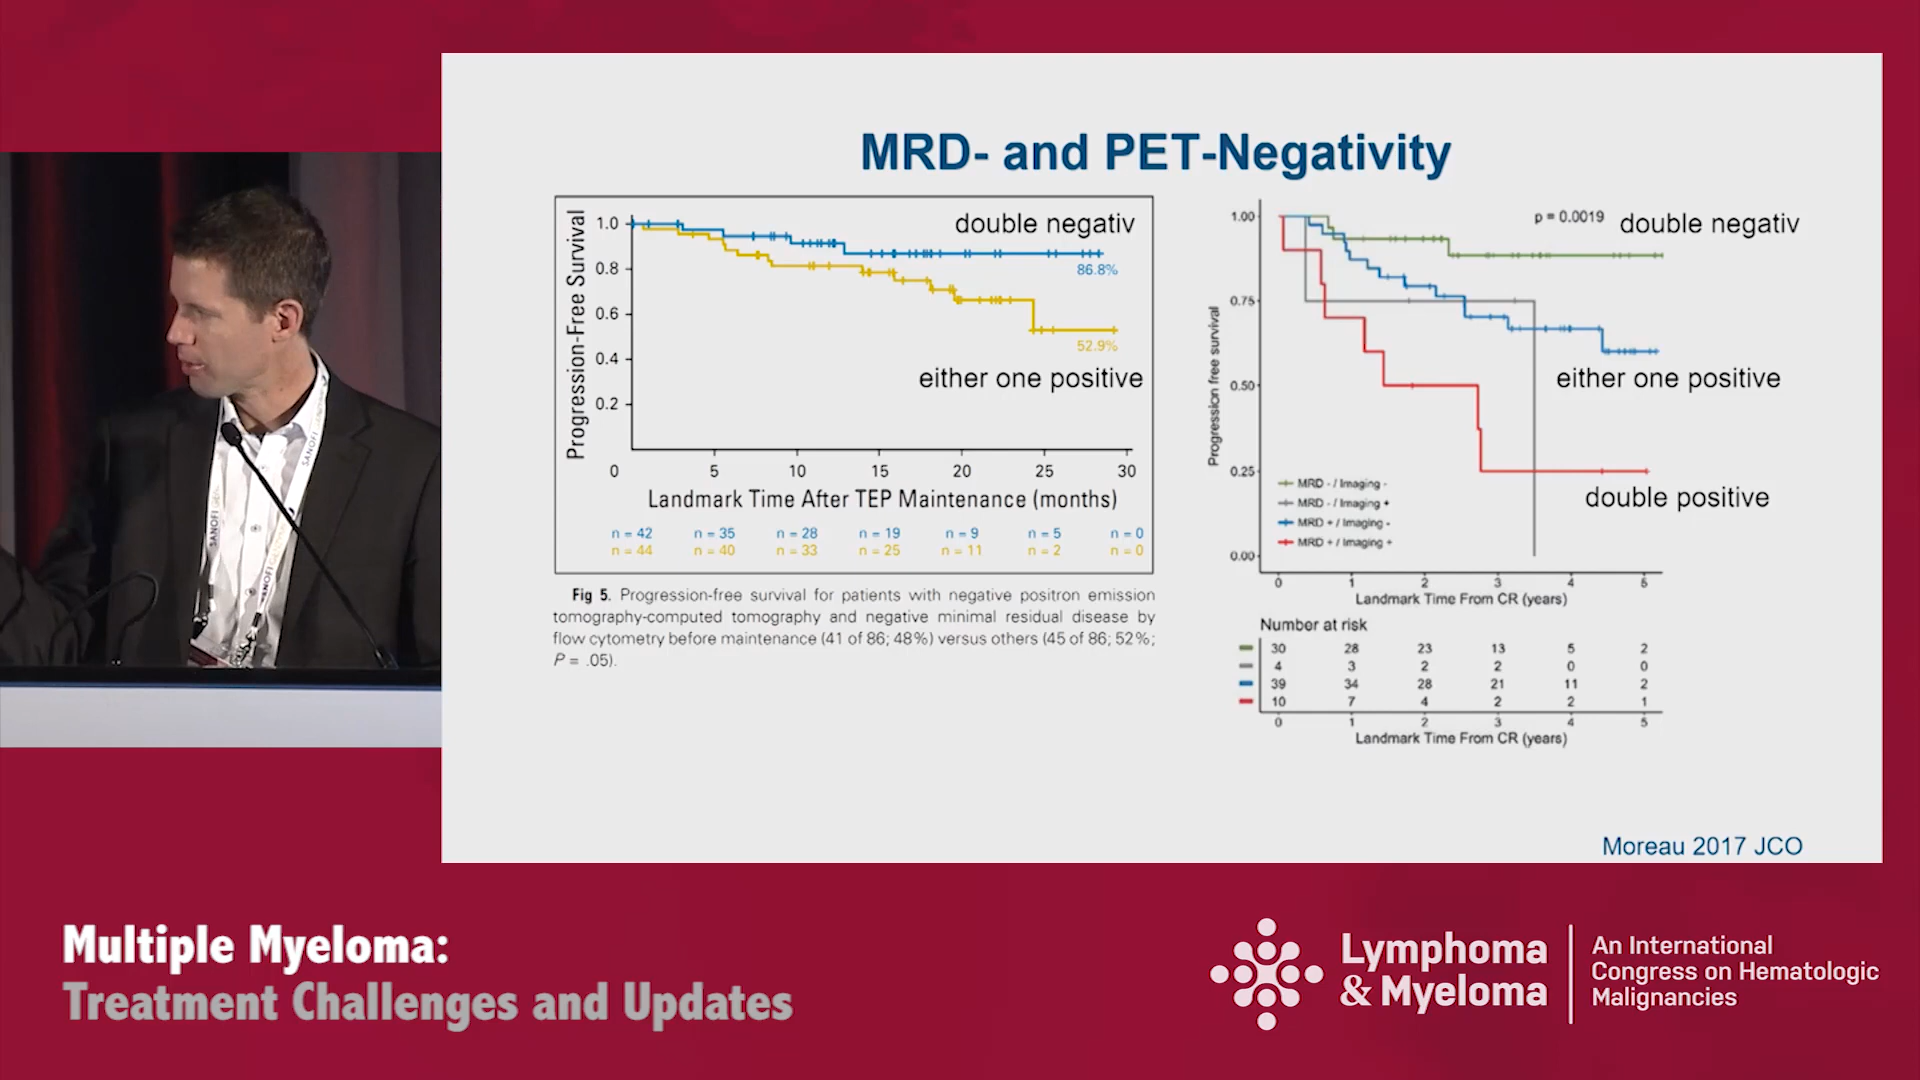 MRD- and PET-Negativity
Progression-Free Survival
1.0
0.8
0.6
0.4
0.2
double negativ
86.8%
52.9%
either one positive
0 5 10 15 20 25 30
Landmark Time After TEP Maintenance (months)
n = 42 n = 35 n = 28 n = 19 n = 9 n = 5 n = 0
n = 44 n = 40 n = 33 n = 25 n = 11 n = 2 n = 0
Fig 5. Progression-free survival for patients with negative positron emission
tomography-computed tomography and negative minimal residual disease by
flow cytometry before maintenance (41 of 86; 48%) versus others (45 of 86; 52%;
P = .05).
Progression free survival
1.00
0.75
0.50
0.25
0.00
p = 0.0019
double negativ
either one positive
double positive
MRD - / Imaging -
MRD - / Imaging +
MRD + / Imaging -
MRD + / Imaging +
0 1 2 3 4 5
Landmark Time From CR (years)
Number at risk
30 28 23 13 5 2
4 3 2 2 0 0
39 34 28 21 11 2
10 7 4 2 2 1
0 1 2 3 4 5
Landmark Time From CR (years)
Moreau 2017 JCO
SANOFI GEN
SANOFI GENZYME
SANOFI
Multiple Myeloma:
Treatment Challenges and Updates
Lymphoma
& Myeloma
An International
Congress on Hematologic
Malignancies